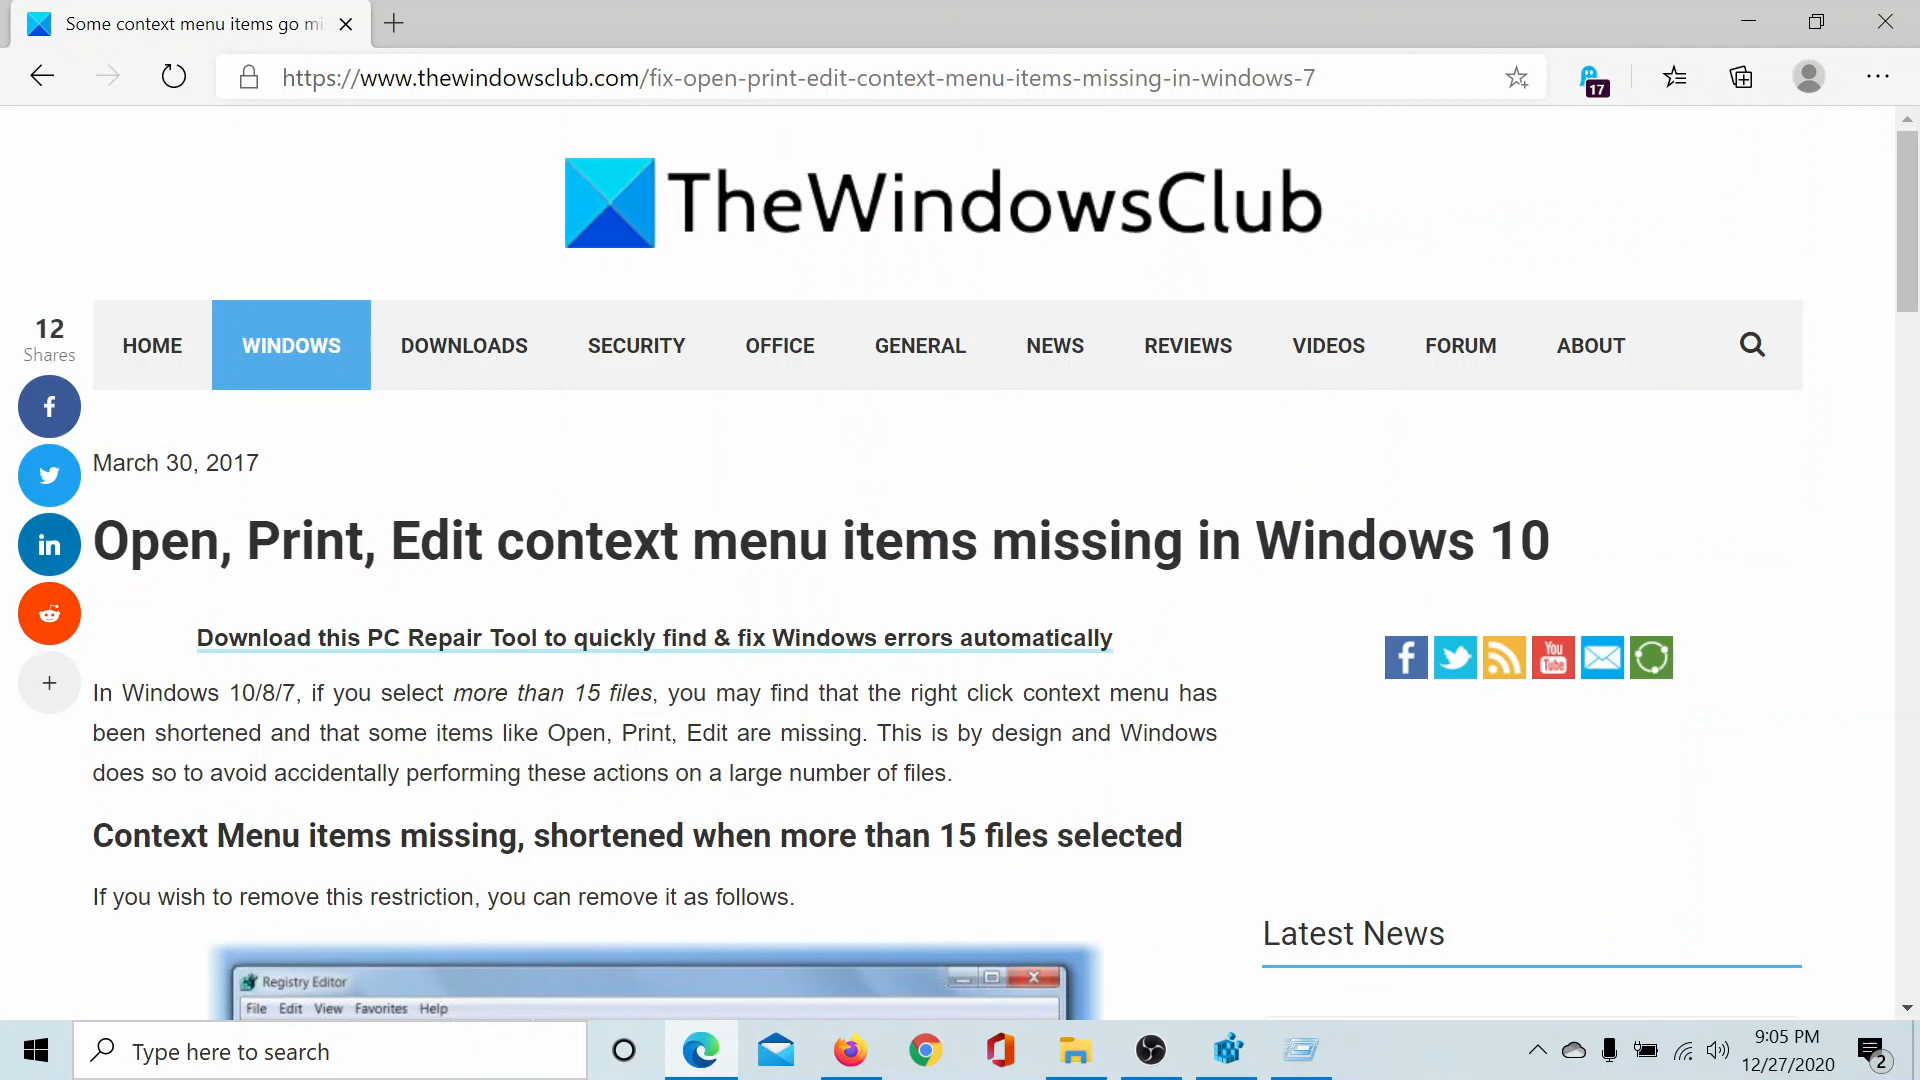 Some context menu items go mi
https://www.thewindowsclub.com/fix-open-print-edit-context-menu-items-missing-in-windows-7
17
TheWindowsClub
HOME WINDOWS DOWNLOADS SECURITY OFFICE GENERAL NEWS REVIEWS VIDEOS FORUM ABOUT
12
Shares
March 30, 2017
Open, Print, Edit context menu items missing in Windows 10
Download this PC Repair Tool to quickly find & fix Windows errors automatically
In Windows 10/8/7, if you select more than 15 files, you may find that the right click context menu has
been shortened and that some items like Open, Print, Edit are missing. This is by design and Windows
does so to avoid accidentally performing these actions on a large number of files.
Context Menu items missing, shortened when more than 15 files selected
If you wish to remove this restriction, you can remove it as follows.
Registry Editor
File Edit View Favorites Help
You
Tube
Latest News
Type here to search
9:05 PM
12/27/2020
2